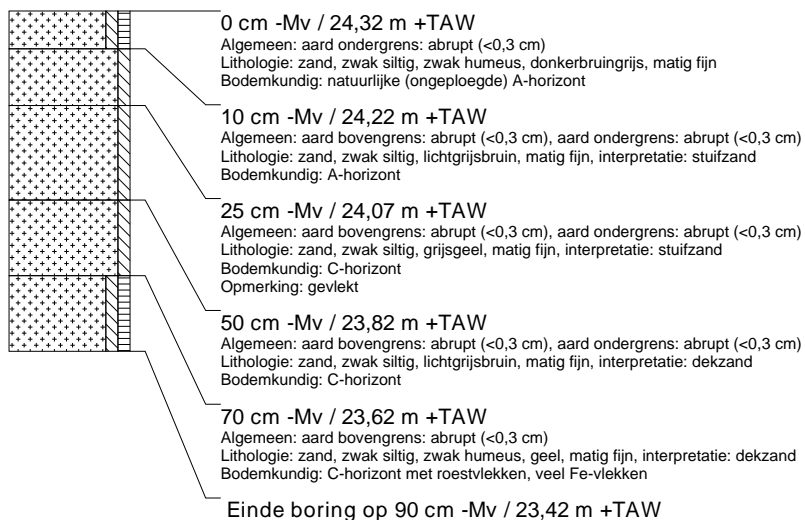 0 cm -Mv / 24,32 m +TAW
Algemeen: aard ondergrens: abrupt (<0,3 cm)
Lithologie: zand, zwak siltig, zwak humeus, donkerbruingrijs, matig fijn
Bodemkundig: natuurlijke (ongeploegde) A-horizont
10 cm -Mv / 24,22 m +TAW
Algemeen: aard bovengrens: abrupt (<0,3 cm), aard ondergrens: abrupt (<0,3 cm)
Lithologie: zand, zwak siltig, lichtgrijsbruin, matig fijn, interpretatie: stuifzand
Bodemkundig: A-horizont
25 cm -Mv / 24,07 m +TAW
Algemeen: aard bovengrens: abrupt (<0,3 cm), aard ondergrens: abrupt (<0,3 cm)
Lithologie: zand, zwak siltig, grijsgeel, matig fijn, interpretatie: stuifzand
Bodemkundig: C-horizont
Opmerking: gevlekt
50 cm -Mv / 23,82 m +TAW
Algemeen: aard bovengrens: abrupt (<0,3 cm), aard ondergrens: abrupt (<0,3 cm)
Lithologie: zand, zwak siltig, lichtgrijsbruin, matig fijn, interpretatie: dekzand
Bodemkundig: C-horizont
70 cm -Mv / 23,62 m +TAW
Algemeen: aard bovengrens: abrupt (<0,3 cm)
Lithologie: zand, zwak siltig, zwak humeus, geel, matig fijn, interpretatie: dekzand
Bodemkundig: C-horizont met roestvlekken, veel Fe-vlekken
Einde boring op 90 cm -Mv / 23,42 m +TAW